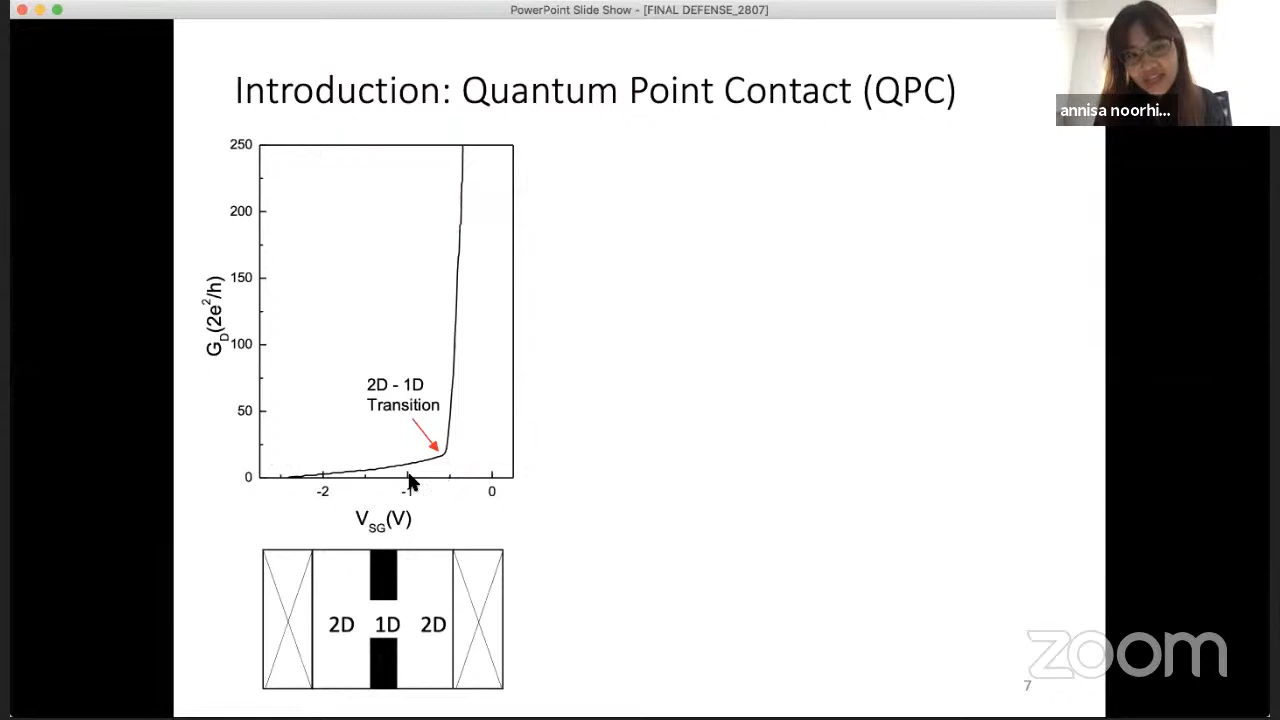 PowerPoint Slide Show - [FINAL DEFENSE_2807]
annisa noorhi...
Introduction: Quantum Point Contact (QPC)
250
200
150
100
50
0
G_D(2e²/h)
2D - 1D
Transition
-2
-1
0
V_SG(V)
2D 1D 2D
zoom
7